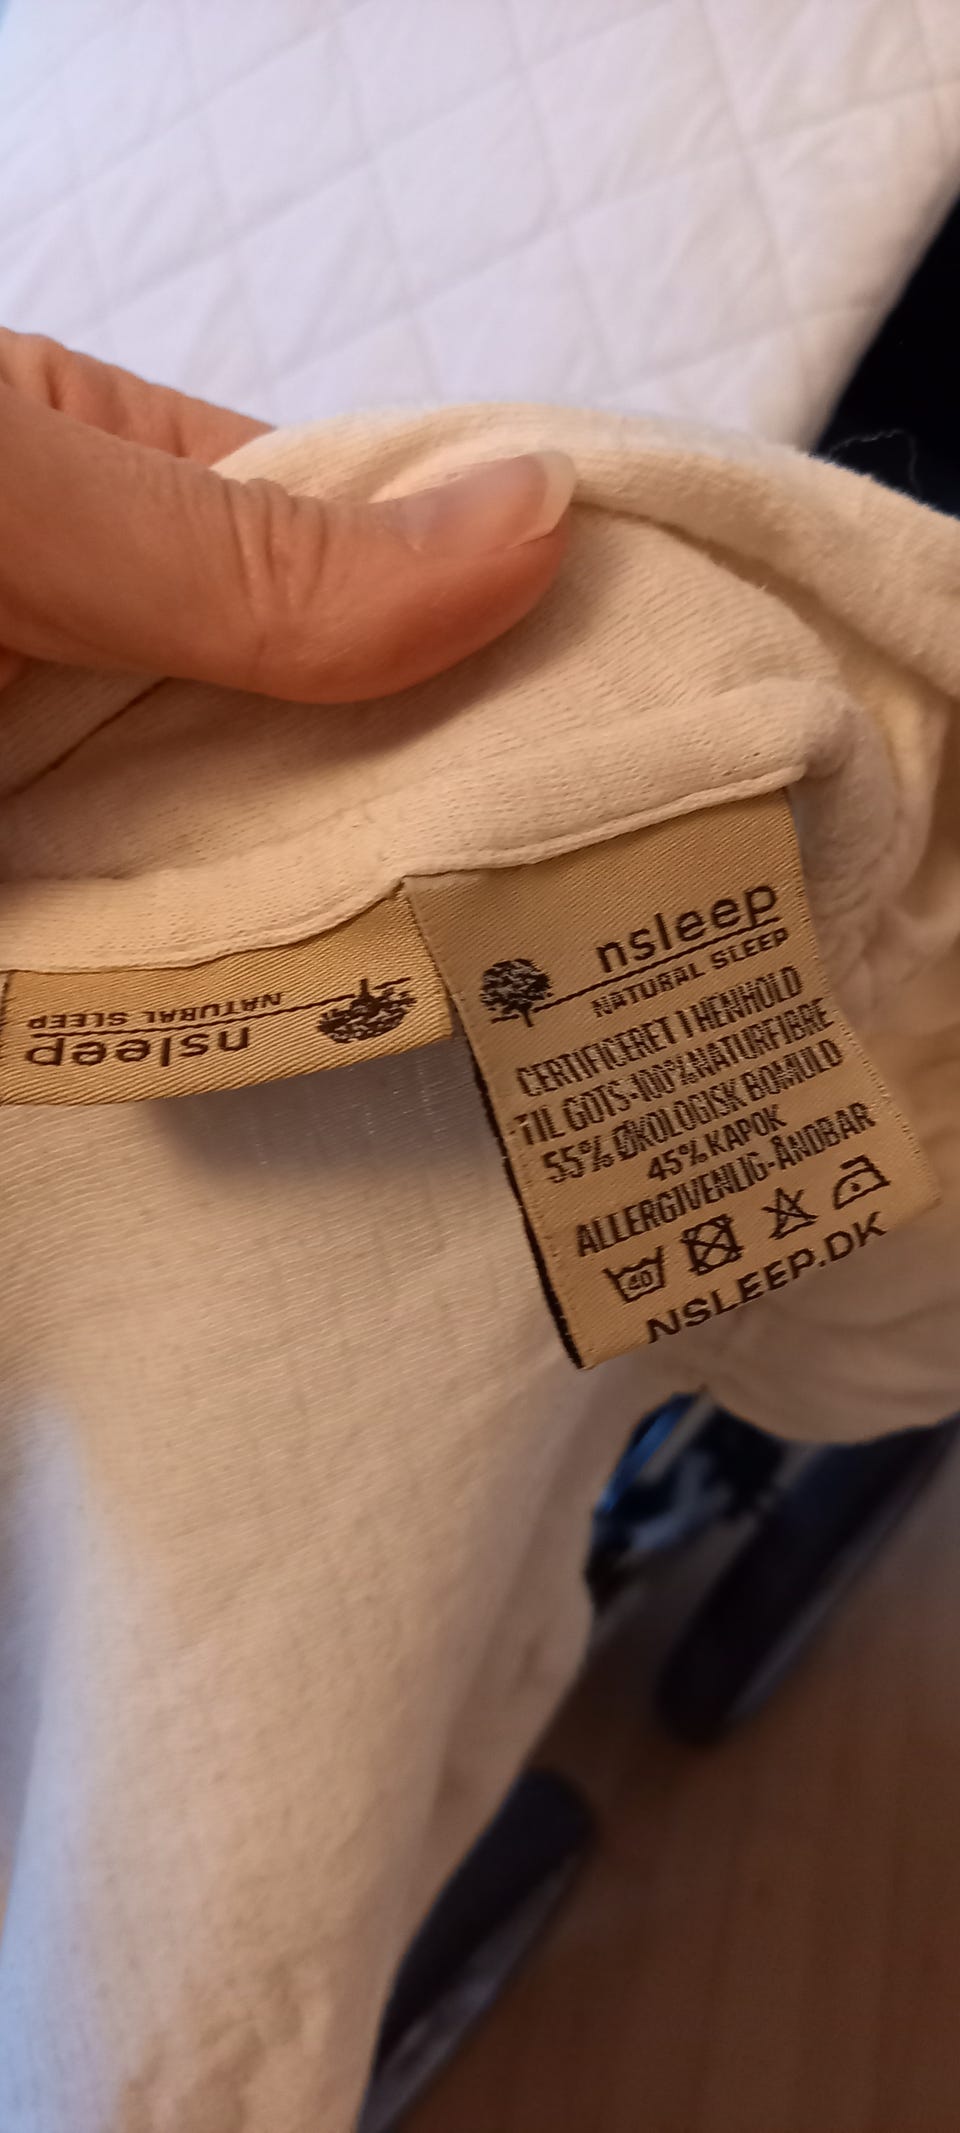 nsleep
NATURAL SLEEP
nsleep
NATURAL SLEEP
CERTIFICERET I HENHOLD
TIL GOTS-100% NATURFIBRE
55% ØKOLOGISK BOMULD
45% KAPOK
ALLERGIVENLIG-ÅNDBAR
40
NSLEEP.DK